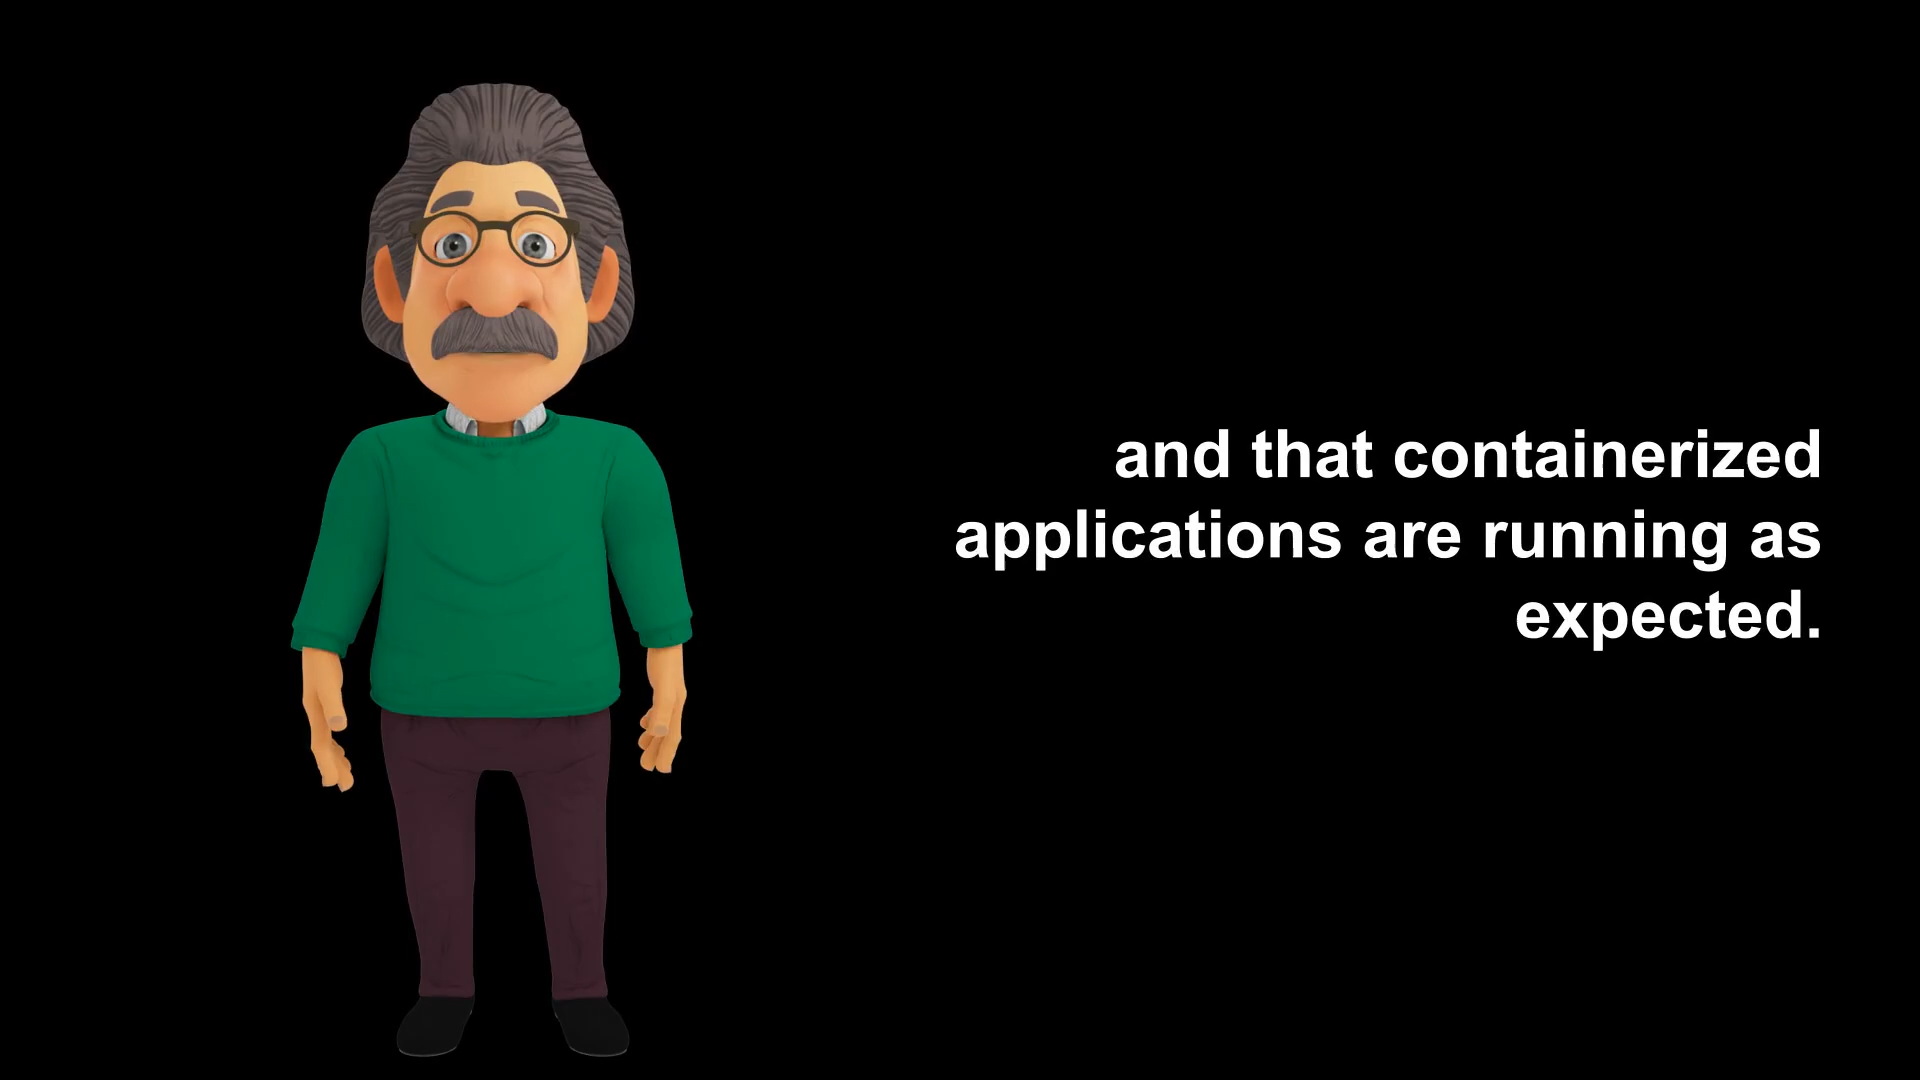 and that containerized
applications are running as
expected.